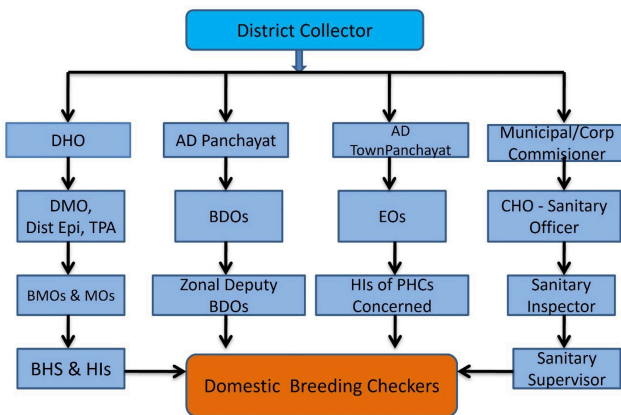 District Collector
DHO
AD Panchayat
AD
TownPanchayat
Municipal/Corp
Commisioner
DMO,
Dist Epi, TPA
BDOs
EOs
CHO - Sanitary
Officer
BMOs & MOs
Zonal Deputy
BDOs
HIs of PHCs
Concerned
Sanitary
Inspector
BHS & HIs
Domestic Breeding Checkers
Sanitary
Supervisor